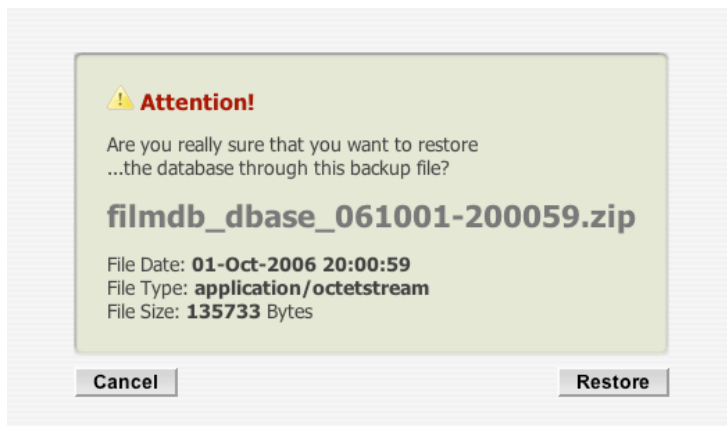 Attention!
Are you really sure that you want to restore
...the database through this backup file?
filmdb_dbase_061001-200059.zip
File Date: 01-Oct-2006 20:00:59
File Type: application/octetstream
File Size: 135733 Bytes
Cancel Restore